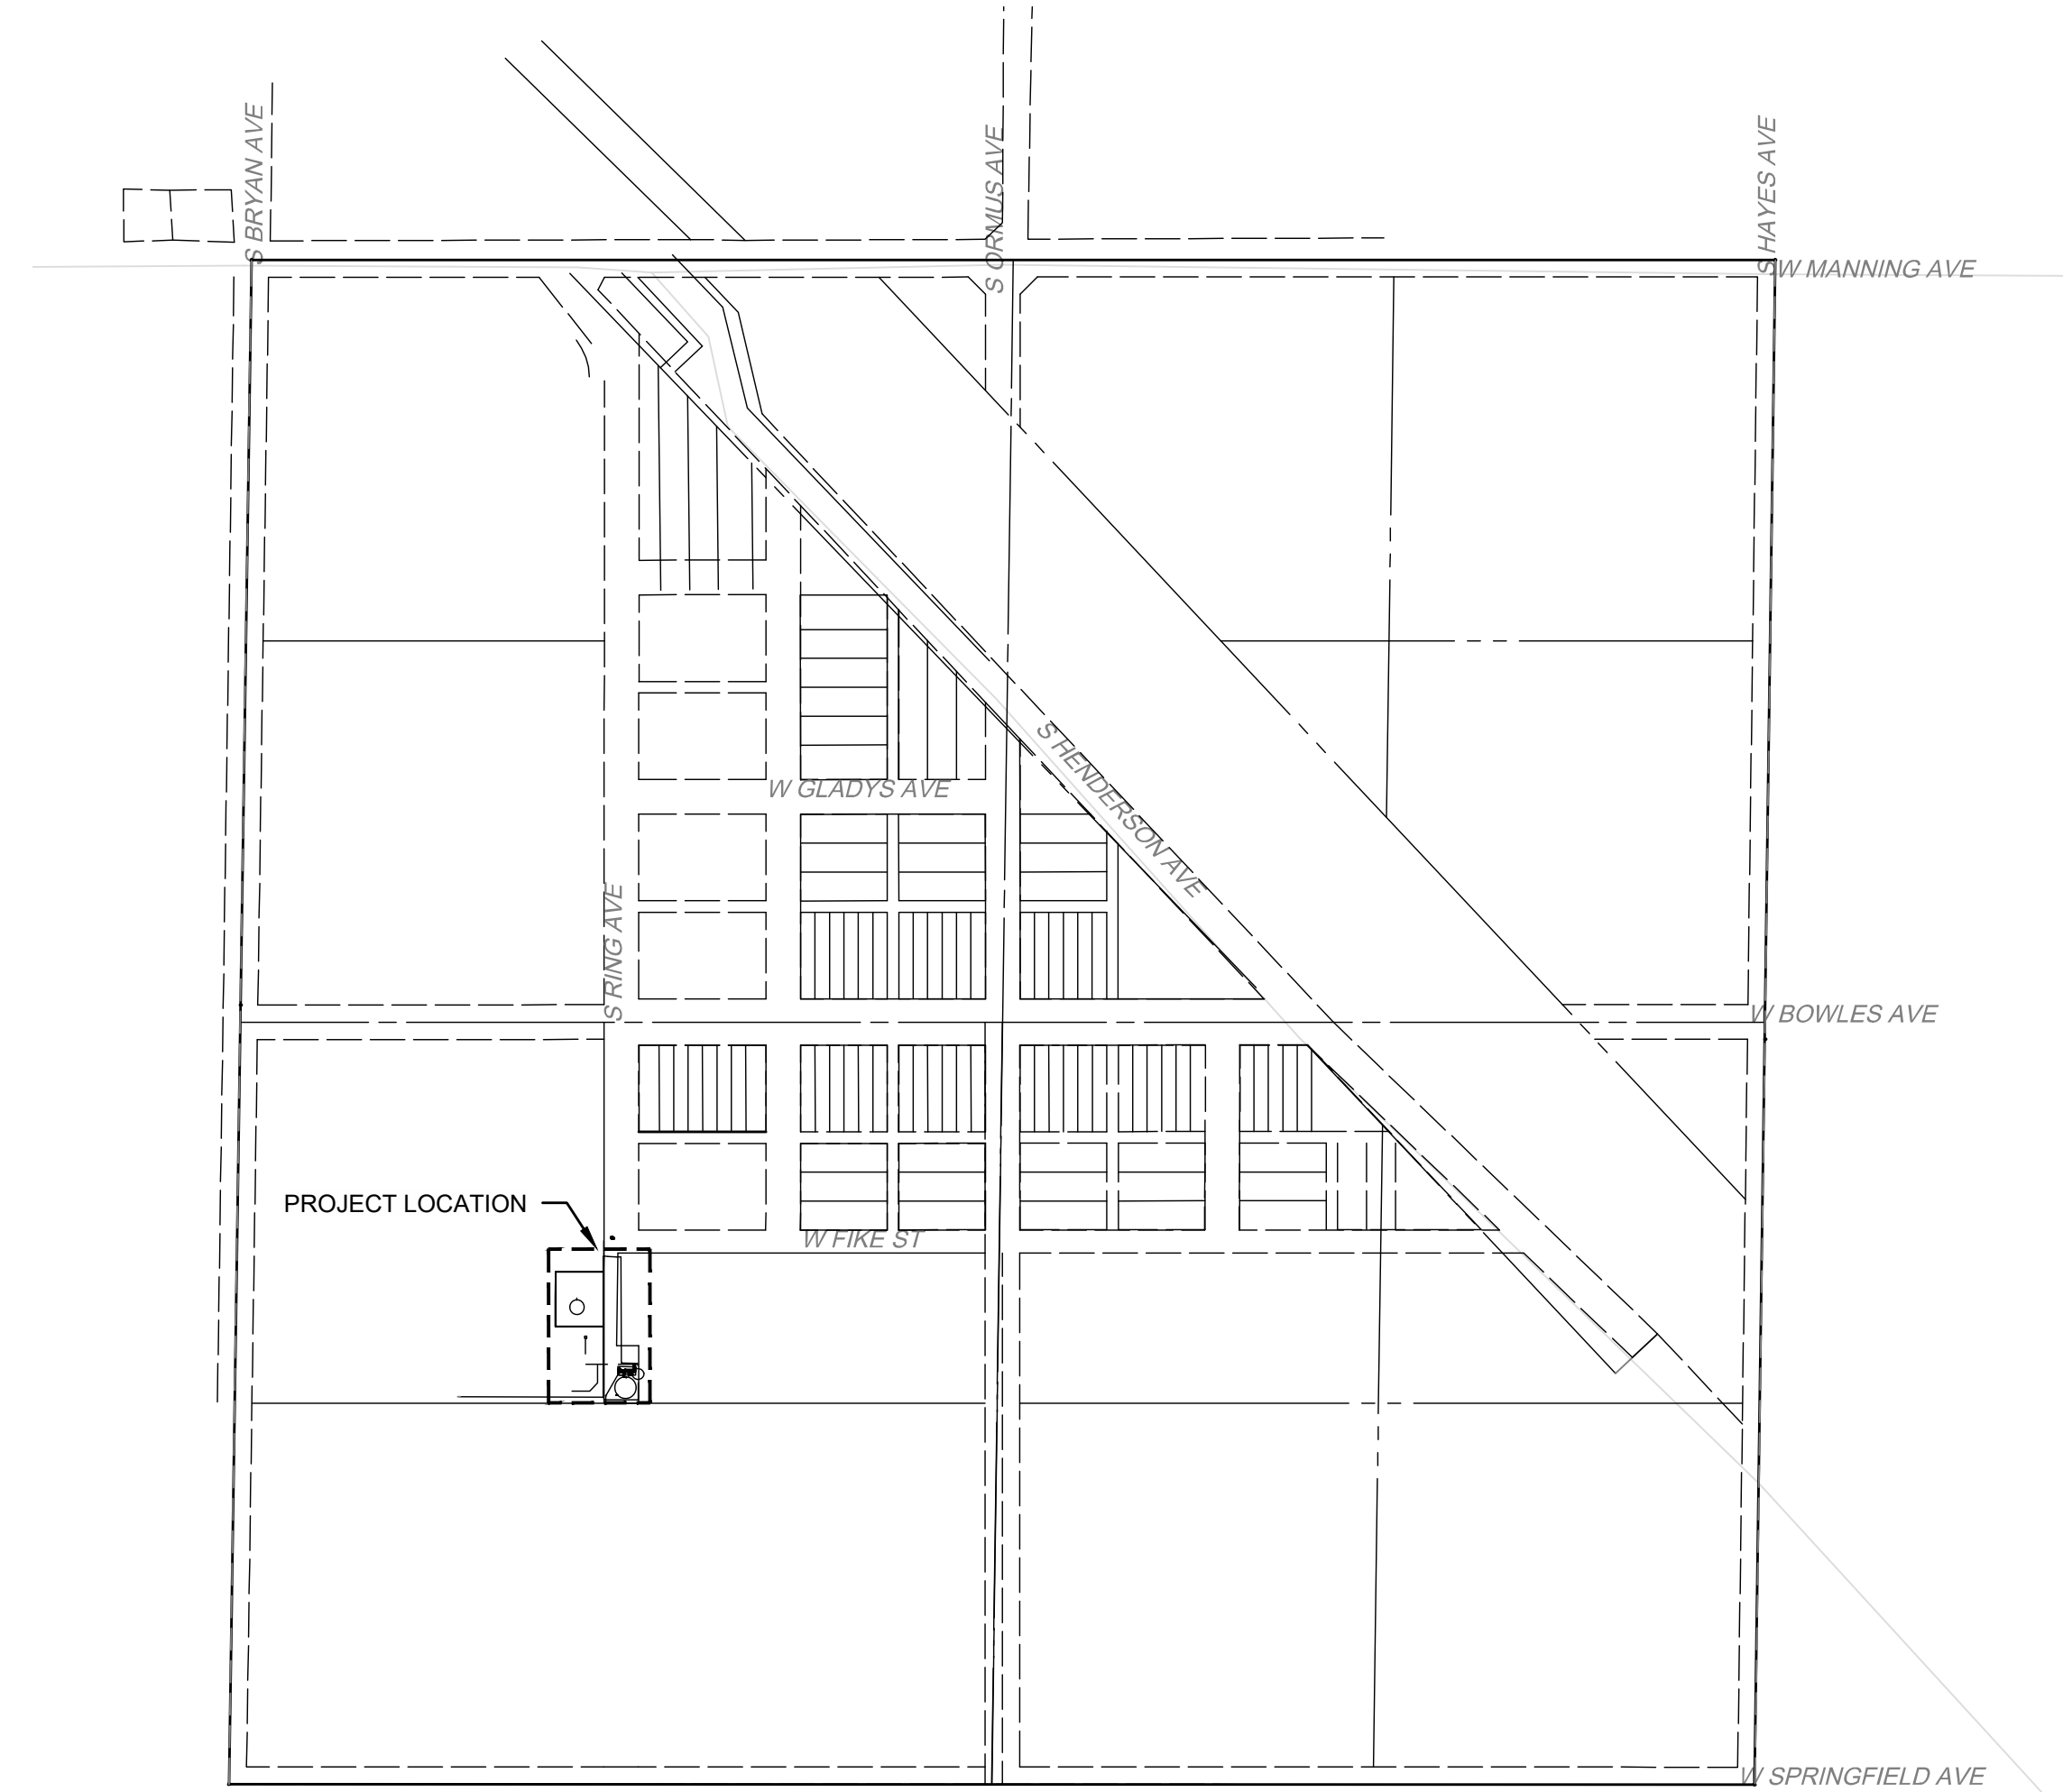 S BRYAN AVE
S ORMUS AVE
S HAYES AVE
W MANNING AVE
S HENDERSON AVE
W GLADYS AVE
S RING AVE
W BOWLES AVE
PROJECT LOCATION
W FIKE ST
W SPRINGFIELD AVE